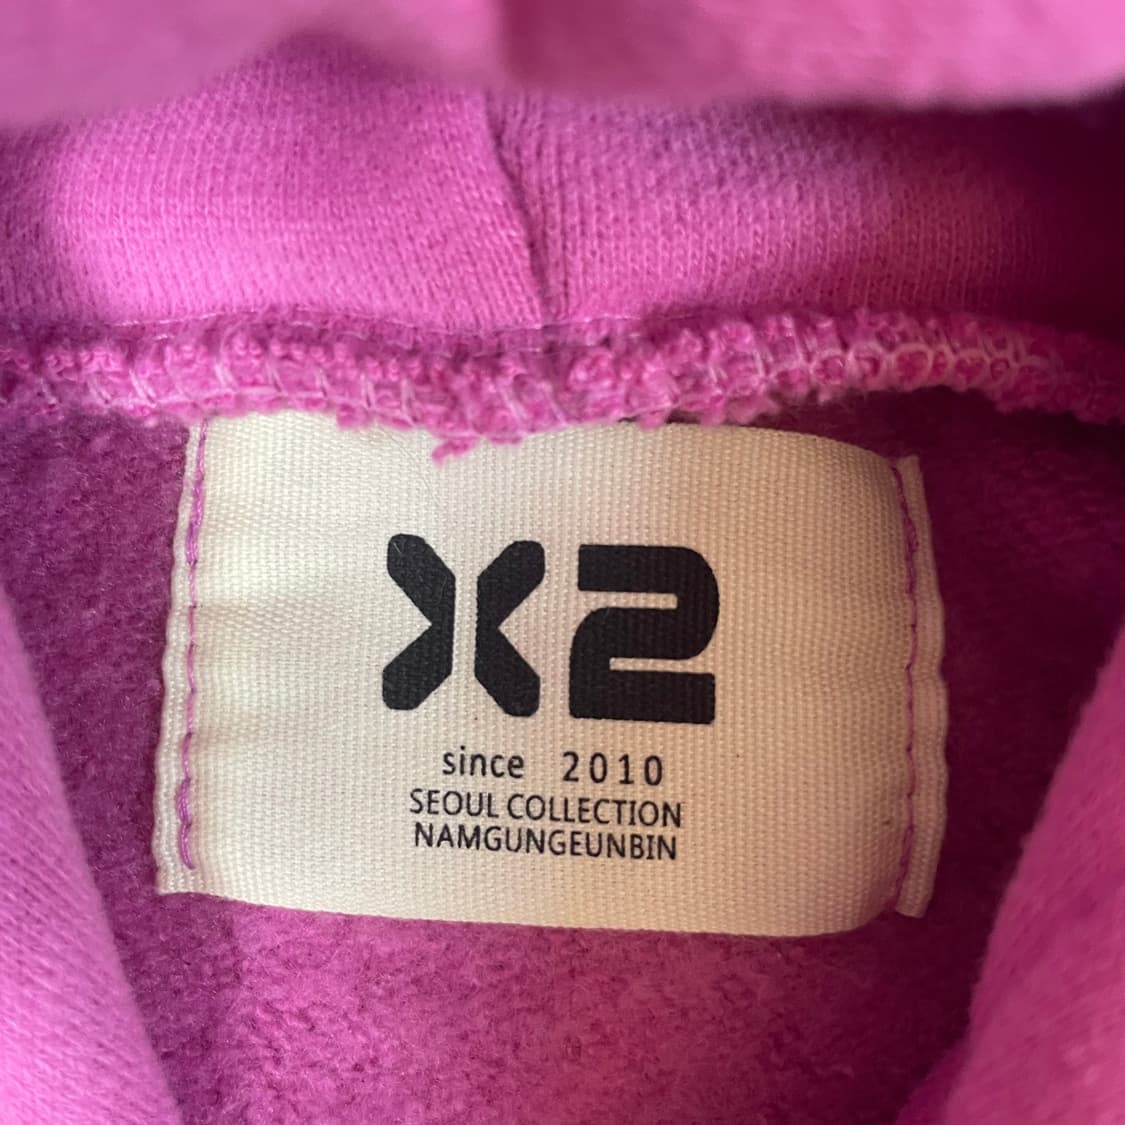 X2
since 2010
SEOUL COLLECTION
NAMGUNGEUNBIN